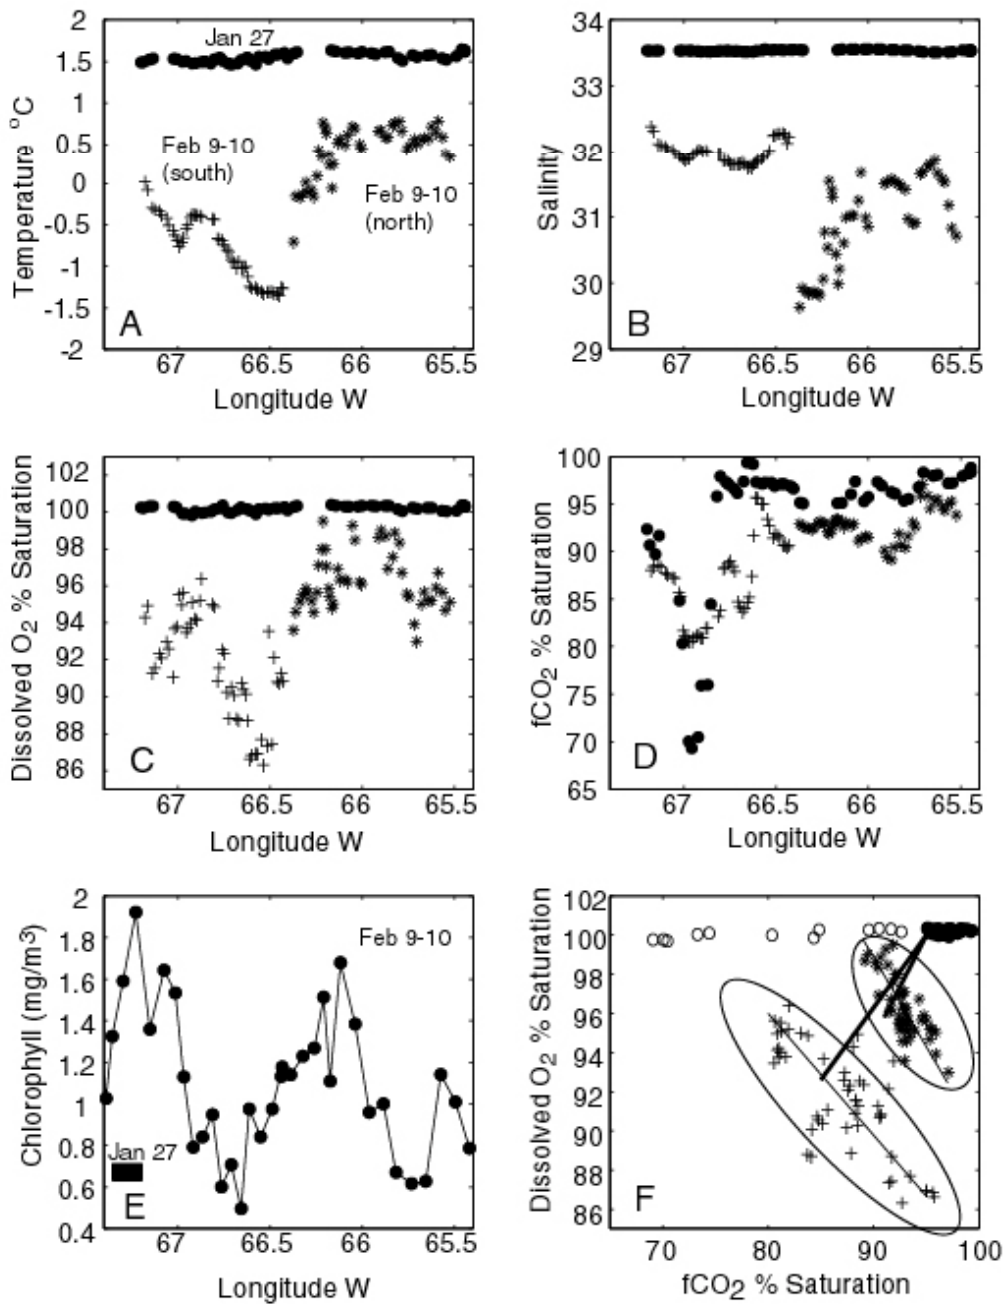 2
1.5
1
0.5
0
-0.5
-1
-1.5
-2
Temperature °C
Jan 27
Feb 9-10
(south)
Feb 9-10
(north)
A
67
66.5
66
65.5
Longitude W
34
33
32
31
30
29
Salinity
B
67
66.5
66
65.5
Longitude W
102
100
98
96
94
92
90
88
86
Dissolved O2 % Saturation
C
67
66.5
66
65.5
Longitude W
100
95
90
85
80
75
70
65
fCO2 % Saturation
D
67
66.5
66
65.5
Longitude W
2
1.8
1.6
1.4
1.2
1
0.8
0.6
0.4
Chlorophyll (mg/m3)
Feb 9-10
Jan 27
E
67
66.5
66
65.5
Longitude W
102
100
98
96
94
92
90
88
86
Dissolved O2 % Saturation
F
70
80
90
100
fCO2 % Saturation